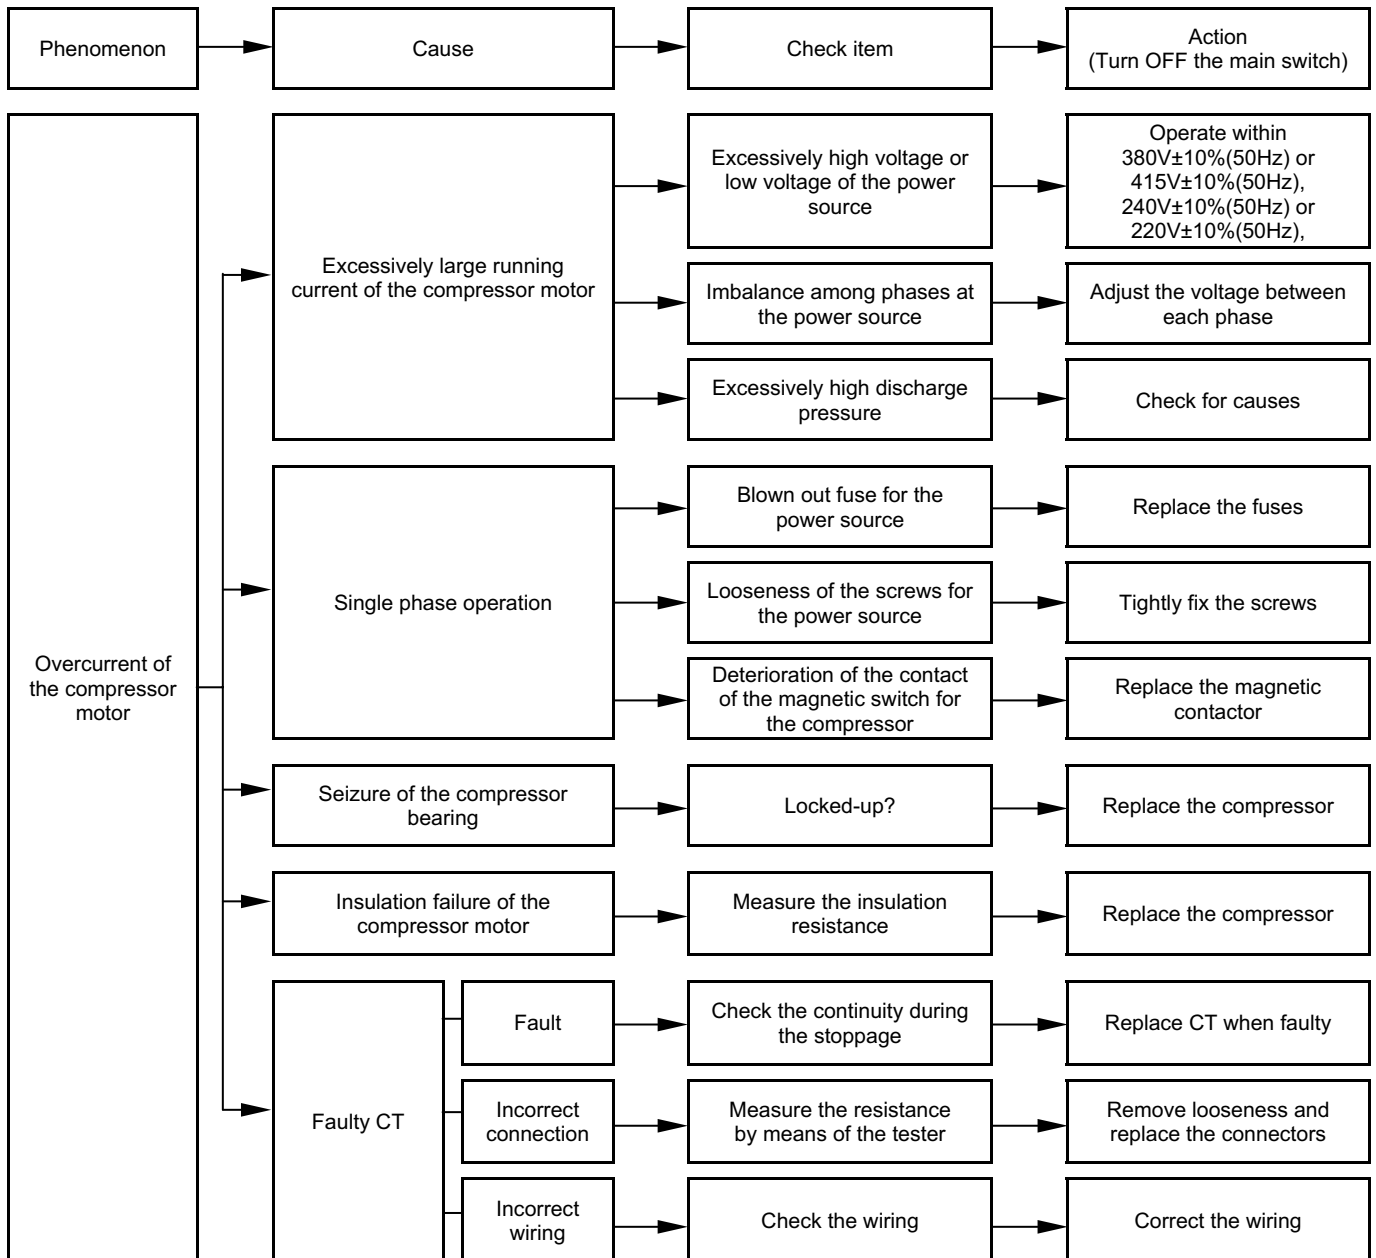 Phenomenon
Cause
Check item
Action
(Turn OFF the main switch)
Overcurrent of
the compressor
motor
Excessively large running
current of the compressor motor
Excessively high voltage or
low voltage of the power
source
Operate within
380V±10%(50Hz) or
415V±10%(50Hz),
240V±10%(50Hz) or
220V±10%(50Hz),
Imbalance among phases at
the power source
Adjust the voltage between
each phase
Excessively high discharge
pressure
Check for causes
Single phase operation
Blown out fuse for the
power source
Replace the fuses
Looseness of the screws for
the power source
Tightly fix the screws
Deterioration of the contact
of the magnetic switch for
the compressor
Replace the magnetic
contactor
Seizure of the compressor
bearing
Locked-up?
Replace the compressor
Insulation failure of the
compressor motor
Measure the insulation
resistance
Replace the compressor
Faulty CT
Fault
Check the continuity during
the stoppage
Replace CT when faulty
Incorrect
connection
Measure the resistance
by means of the tester
Remove looseness and
replace the connectors
Incorrect
wiring
Check the wiring
Correct the wiring